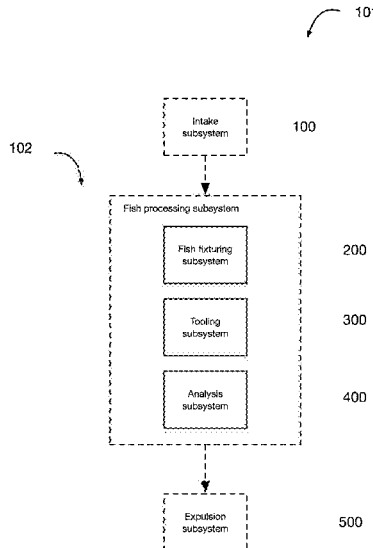 101
Intake
subsystem
100
102
Fish processing subsystem
Fish fixturing
subsystem
200
Tooling
subsystem
300
Analysis
subsystem
400
Expulsion
subsystem
500